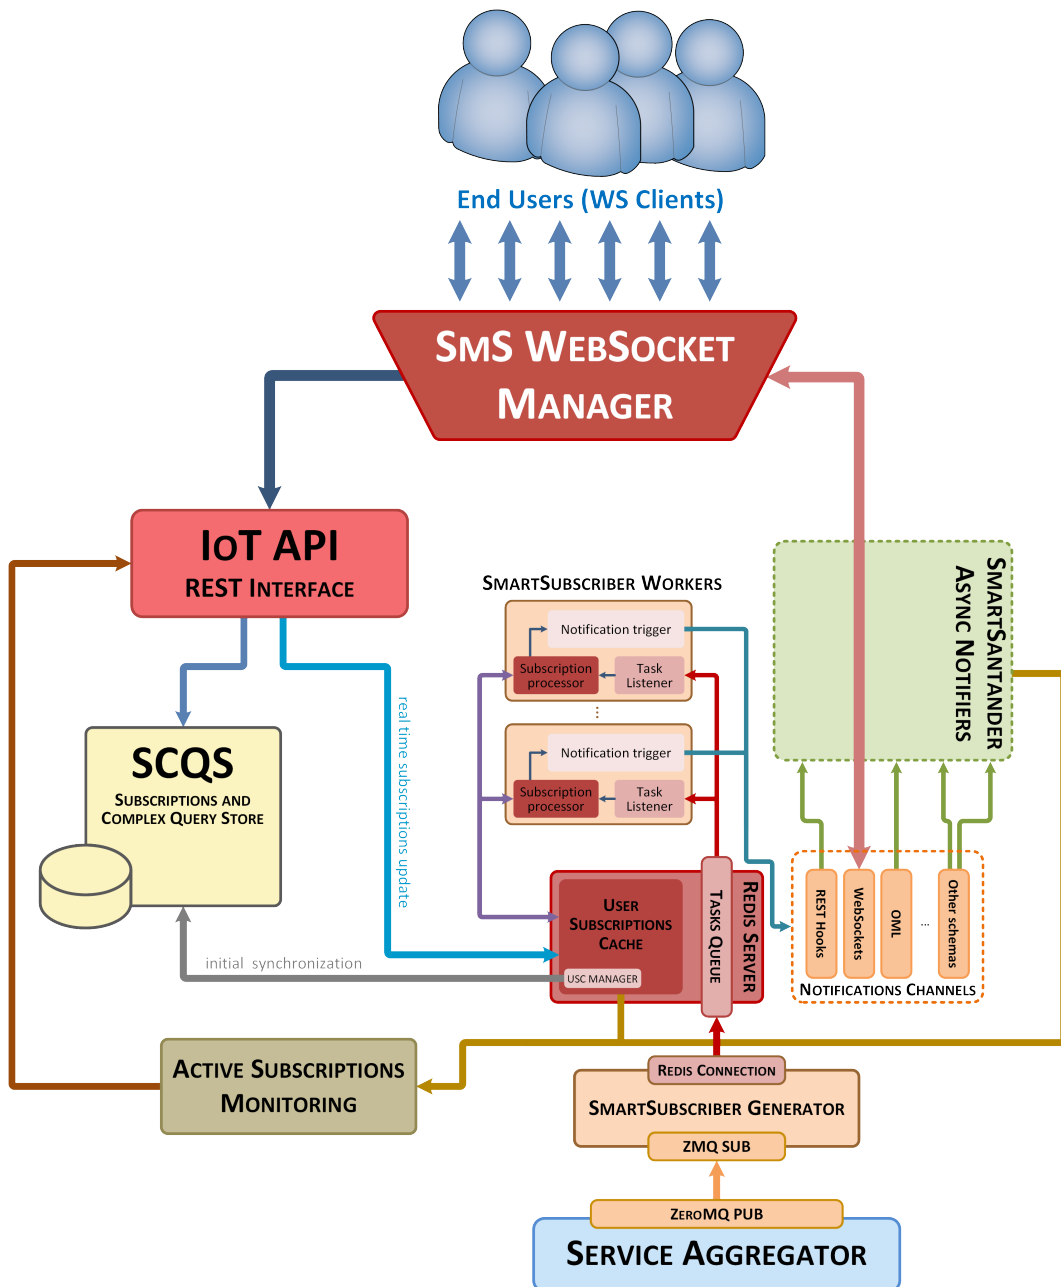 End Users (WS Clients)
SMS WEBSOCKET
MANAGER
IOT API
REST INTERFACE
SMARTSUBSCRIBER WORKERS
Notification trigger
Subscription
processor
Task
Listener
...
Notification trigger
Subscription
processor
Task
Listener
SMARTSANTANDER
ASYNC NOTIFIERS
real time subscriptions update
SCQS
SUBSCRIPTIONS AND
COMPLEX QUERY STORE
initial synchronization
USER
SUBSCRIPTIONS
CACHE
USC MANAGER
TASKS QUEUE
REDIS SERVER
REST Hooks
WebSockets
OML
...
Other schemas
NOTIFICATIONS CHANNELS
ACTIVE SUBSCRIPTIONS
MONITORING
REDIS CONNECTION
SMARTSUBSCRIBER GENERATOR
ZMQ SUB
ZEROMQ PUB
SERVICE AGGREGATOR